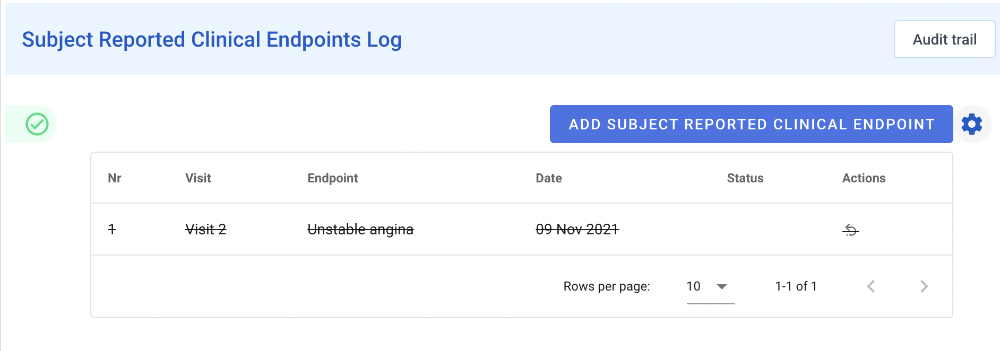 Subject Reported Clinical Endpoints Log
Audit trail
ADD SUBJECT REPORTED CLINICAL ENDPOINT
Nr Visit Endpoint Date Status Actions
1 Visit 2 Unstable angina 09 Nov 2021
Rows per page: 10 1-1 of 1